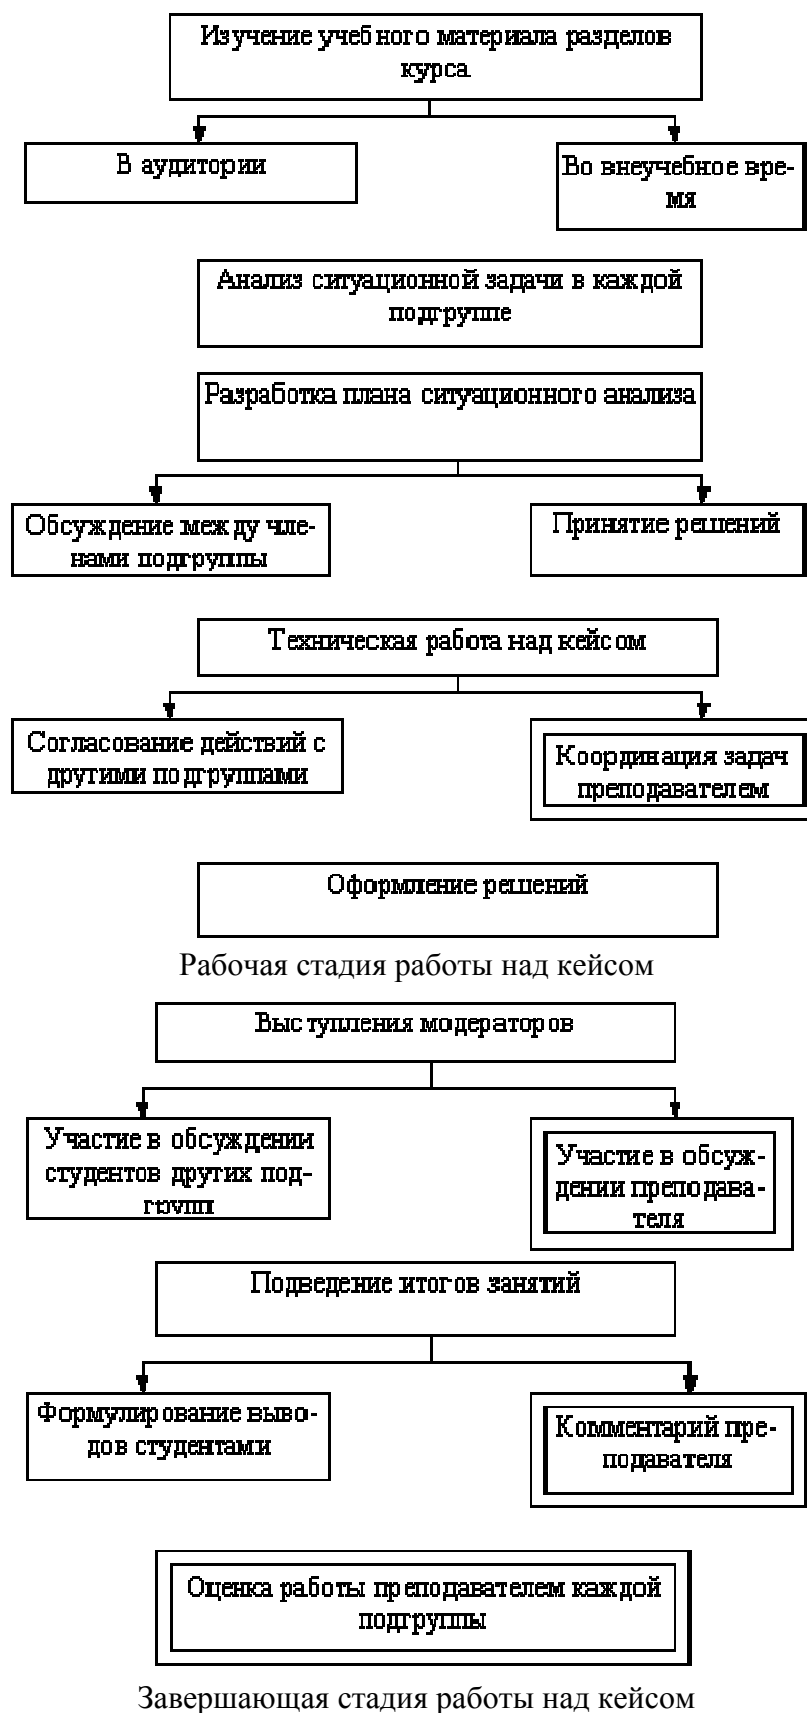 Изучение учебного материала разделов
курса
В аудитории
Во внеучебное вре-
мя
Анализ ситуационной задачи в каждой
подгруппе
Разработка плана ситуационного анализа
Обсуждение между чле-
нами подгруппы
Принятие решений
Техническая работа над кейсом
Согласование действий с
другими подгруппами
Координация задач
преподавателем
Оформление решений
Рабочая стадия работы над кейсом
Выступления модераторов
Участие в обсуждении
студентов других под-
групп
Участие в обсуж-
дении преподава-
теля
Подведение итогов занятий
Формулирование выво-
дов студентами
Комментарий пре-
подавателя
Оценка работы преподавателем каждой
подгруппы
Завершающая стадия работы над кейсом